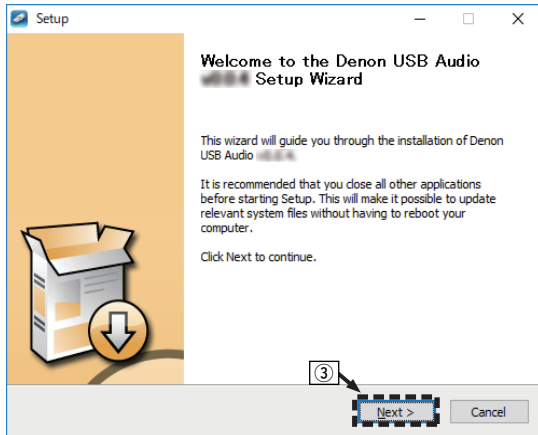 Setup
Welcome to the Denon USB Audio
Setup Wizard
This wizard will guide you through the installation of Denon
USB Audio
It is recommended that you close all other applications
before starting Setup. This will make it possible to update
relevant system files without having to reboot your
computer.
Click Next to continue.
③
Next >
Cancel